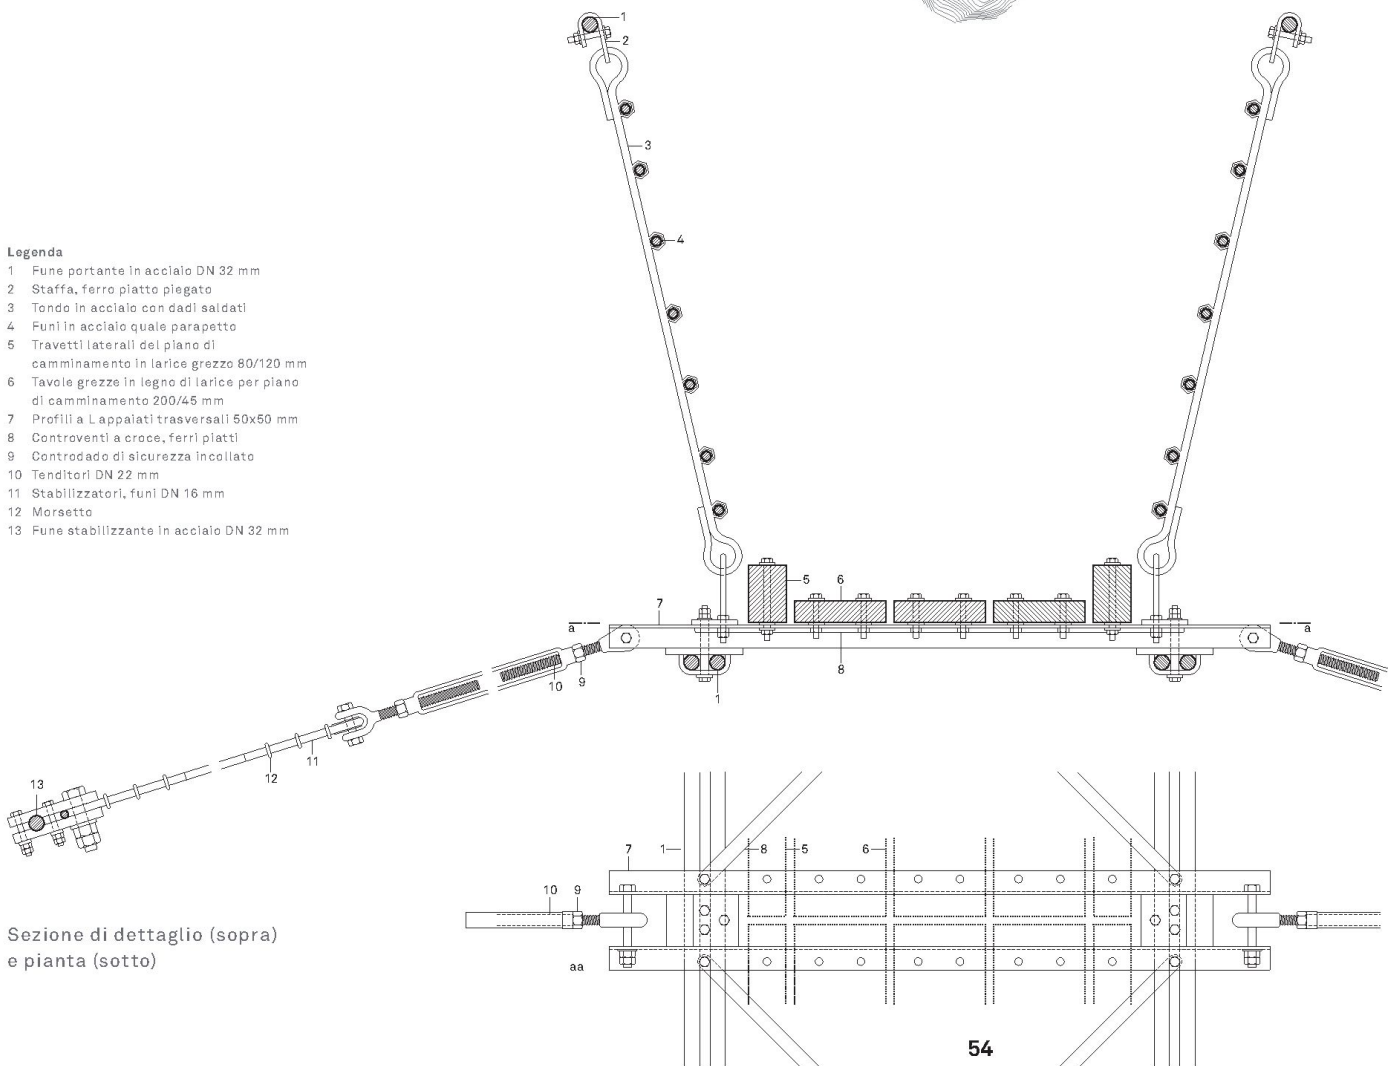 1
2
3
4
Legenda
1 Fune portante in acciaio DN 32 mm
2 Staffa, ferro piatto piegato
3 Tondo in acciaio con dadi saldati
4 Funi in acciaio quale parapetto
5 Travetti laterali del piano di
camminamento in larice grezzo 80/120 mm
6 Tavole grezze in legno di larice per piano
di camminamento 200/45 mm
7 Profili a L appaiati trasversali 50x50 mm
8 Controventi a croce, ferri piatti
9 Controdado di sicurezza incollato
10 Tenditori DN 22 mm
11 Stabilizzatori, funi DN 16 mm
12 Morsetto
13 Fune stabilizzante in acciaio DN 32 mm
5 6
7
a a
8
10 9
1
11
12
13
7 1 8 5 6
10 9
aa
Sezione di dettaglio (sopra)
e pianta (sotto)
54